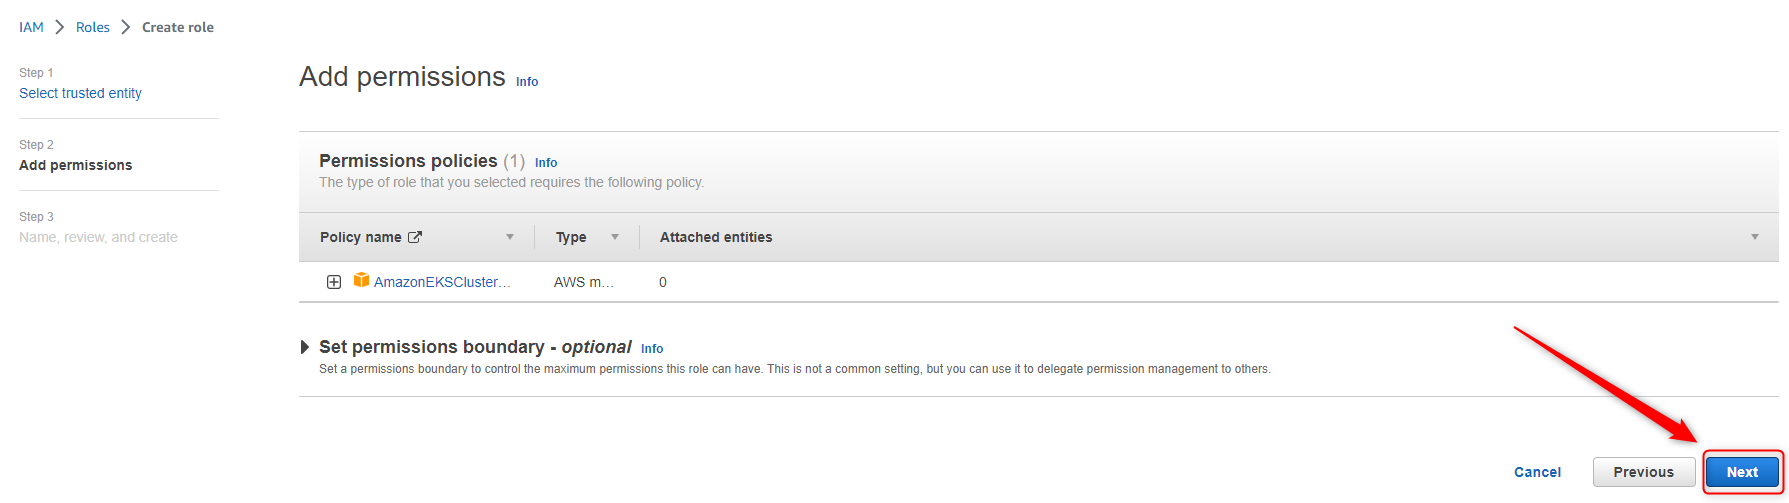 IAM > Roles > Create role
Step 1
Select trusted entity
Step 2
Add permissions
Step 3
Name, review, and create
Add permissions Info
Permissions policies (1) Info
The type of role that you selected requires the following policy.
Policy name Type Attached entities
AmazonEKSCluster… AWS m… 0
Set permissions boundary - optional Info
Set a permissions boundary to control the maximum permissions this role can have. This is not a common setting, but you can use it to delegate permission management to others.
Cancel Previous Next